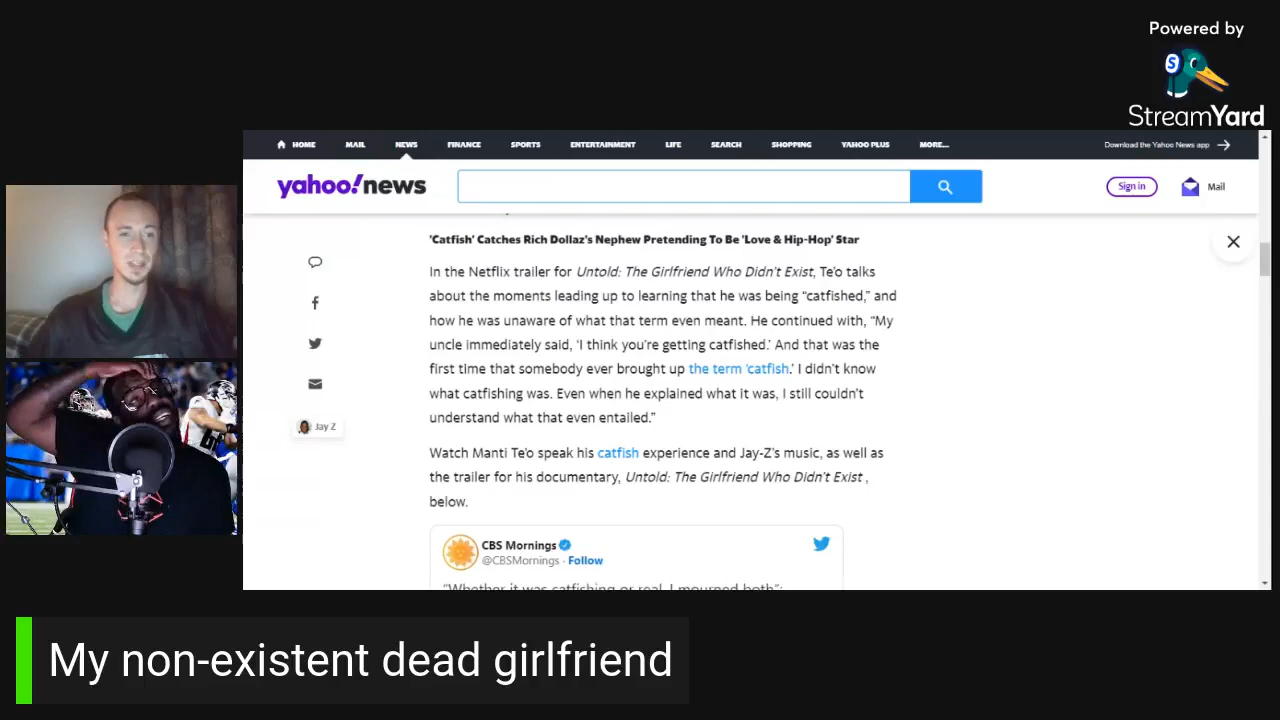 Powered by
StreamYard
HOME MAIL NEWS FINANCE SPORTS ENTERTAINMENT LIFE SEARCH SHOPPING YAHOO PLUS MORE... Download the Yahoo News app
yahoo!news Sign in Mail
'Catfish' Catches Rich Dollaz's Nephew Pretending To Be 'Love & Hip-Hop' Star
In the Netflix trailer for Untold: The Girlfriend Who Didn't Exist, Te'o talks
about the moments leading up to learning that he was being “catfished,” and
how he was unaware of what that term even meant. He continued with, “My
uncle immediately said, ‘I think you're getting catfished.’ And that was the
first time that somebody ever brought up the term ‘catfish.’ I didn't know
what catfishing was. Even when he explained what it was, I still couldn't
understand what that even entailed.”
Jay Z
Watch Manti Te'o speak his catfish experience and Jay-Z's music, as well as
the trailer for his documentary, Untold: The Girlfriend Who Didn't Exist ,
below.
CBS Mornings
@CBSMornings · Follow
“Whether it was catfishing or real, I mourned both”:
My non-existent dead girlfriend